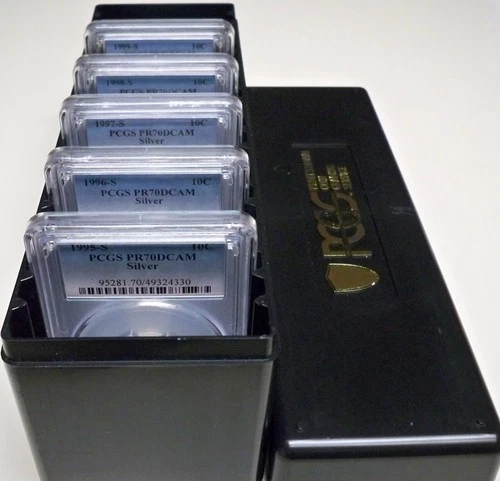 1999-S 10C
1998-S 10C
PCGS PR70DCAM
1997-S 10C
PCGS PR70DCAM
Silver
1996-S 10C
PCGS PR70DCAM
Silver
1995-S 10C
PCGS PR70DCAM
Silver
95281.70/49324330
PCGS